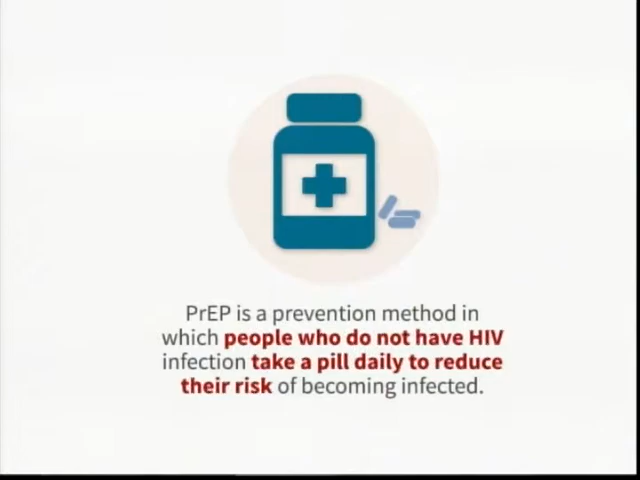 PrEP is a prevention method in
which people who do not have HIV
infection take a pill daily to reduce
their risk of becoming infected.